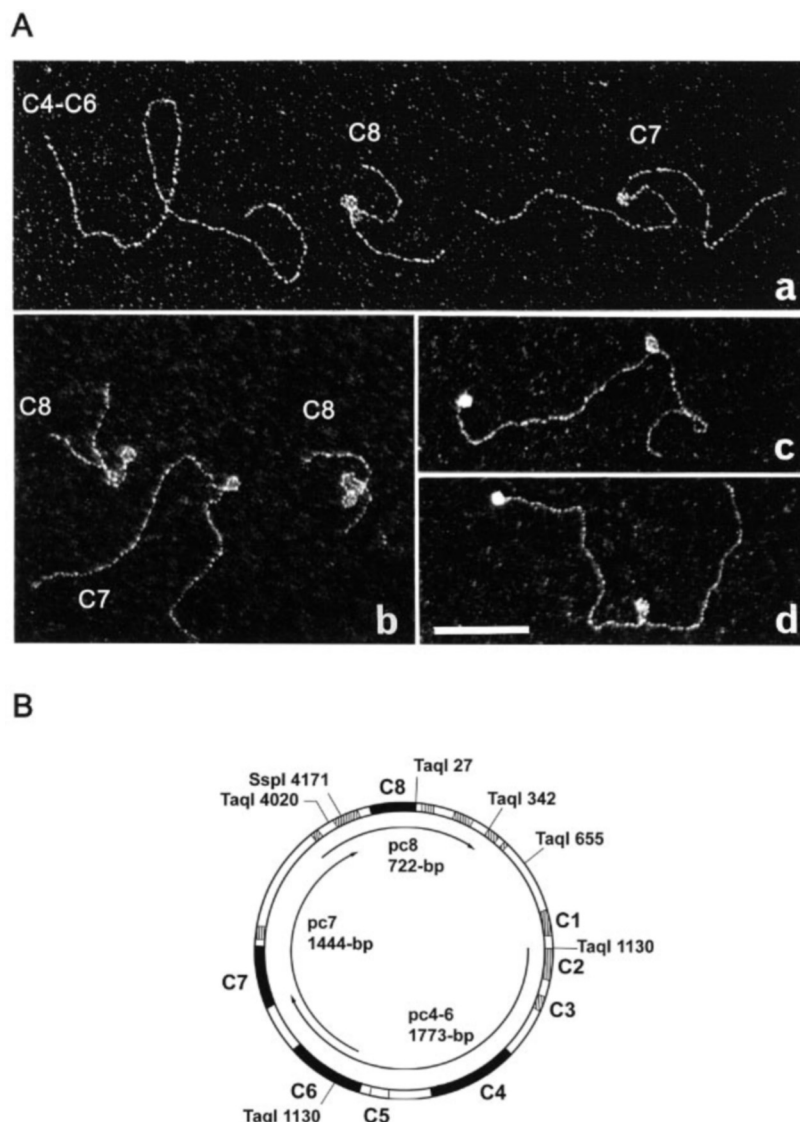 A
C4-C6
C8
C7
a
C8
C8
C7
b
c
d
B
TaqI 27
C8
SspI 4171
TaqI 4020
TaqI 342
TaqI 655
pc8
722-bp
pc7
1444-bp
C1
TaqI 1130
C2
C3
C7
pc4-6
1773-bp
C6
C4
C5
TaqI 1130